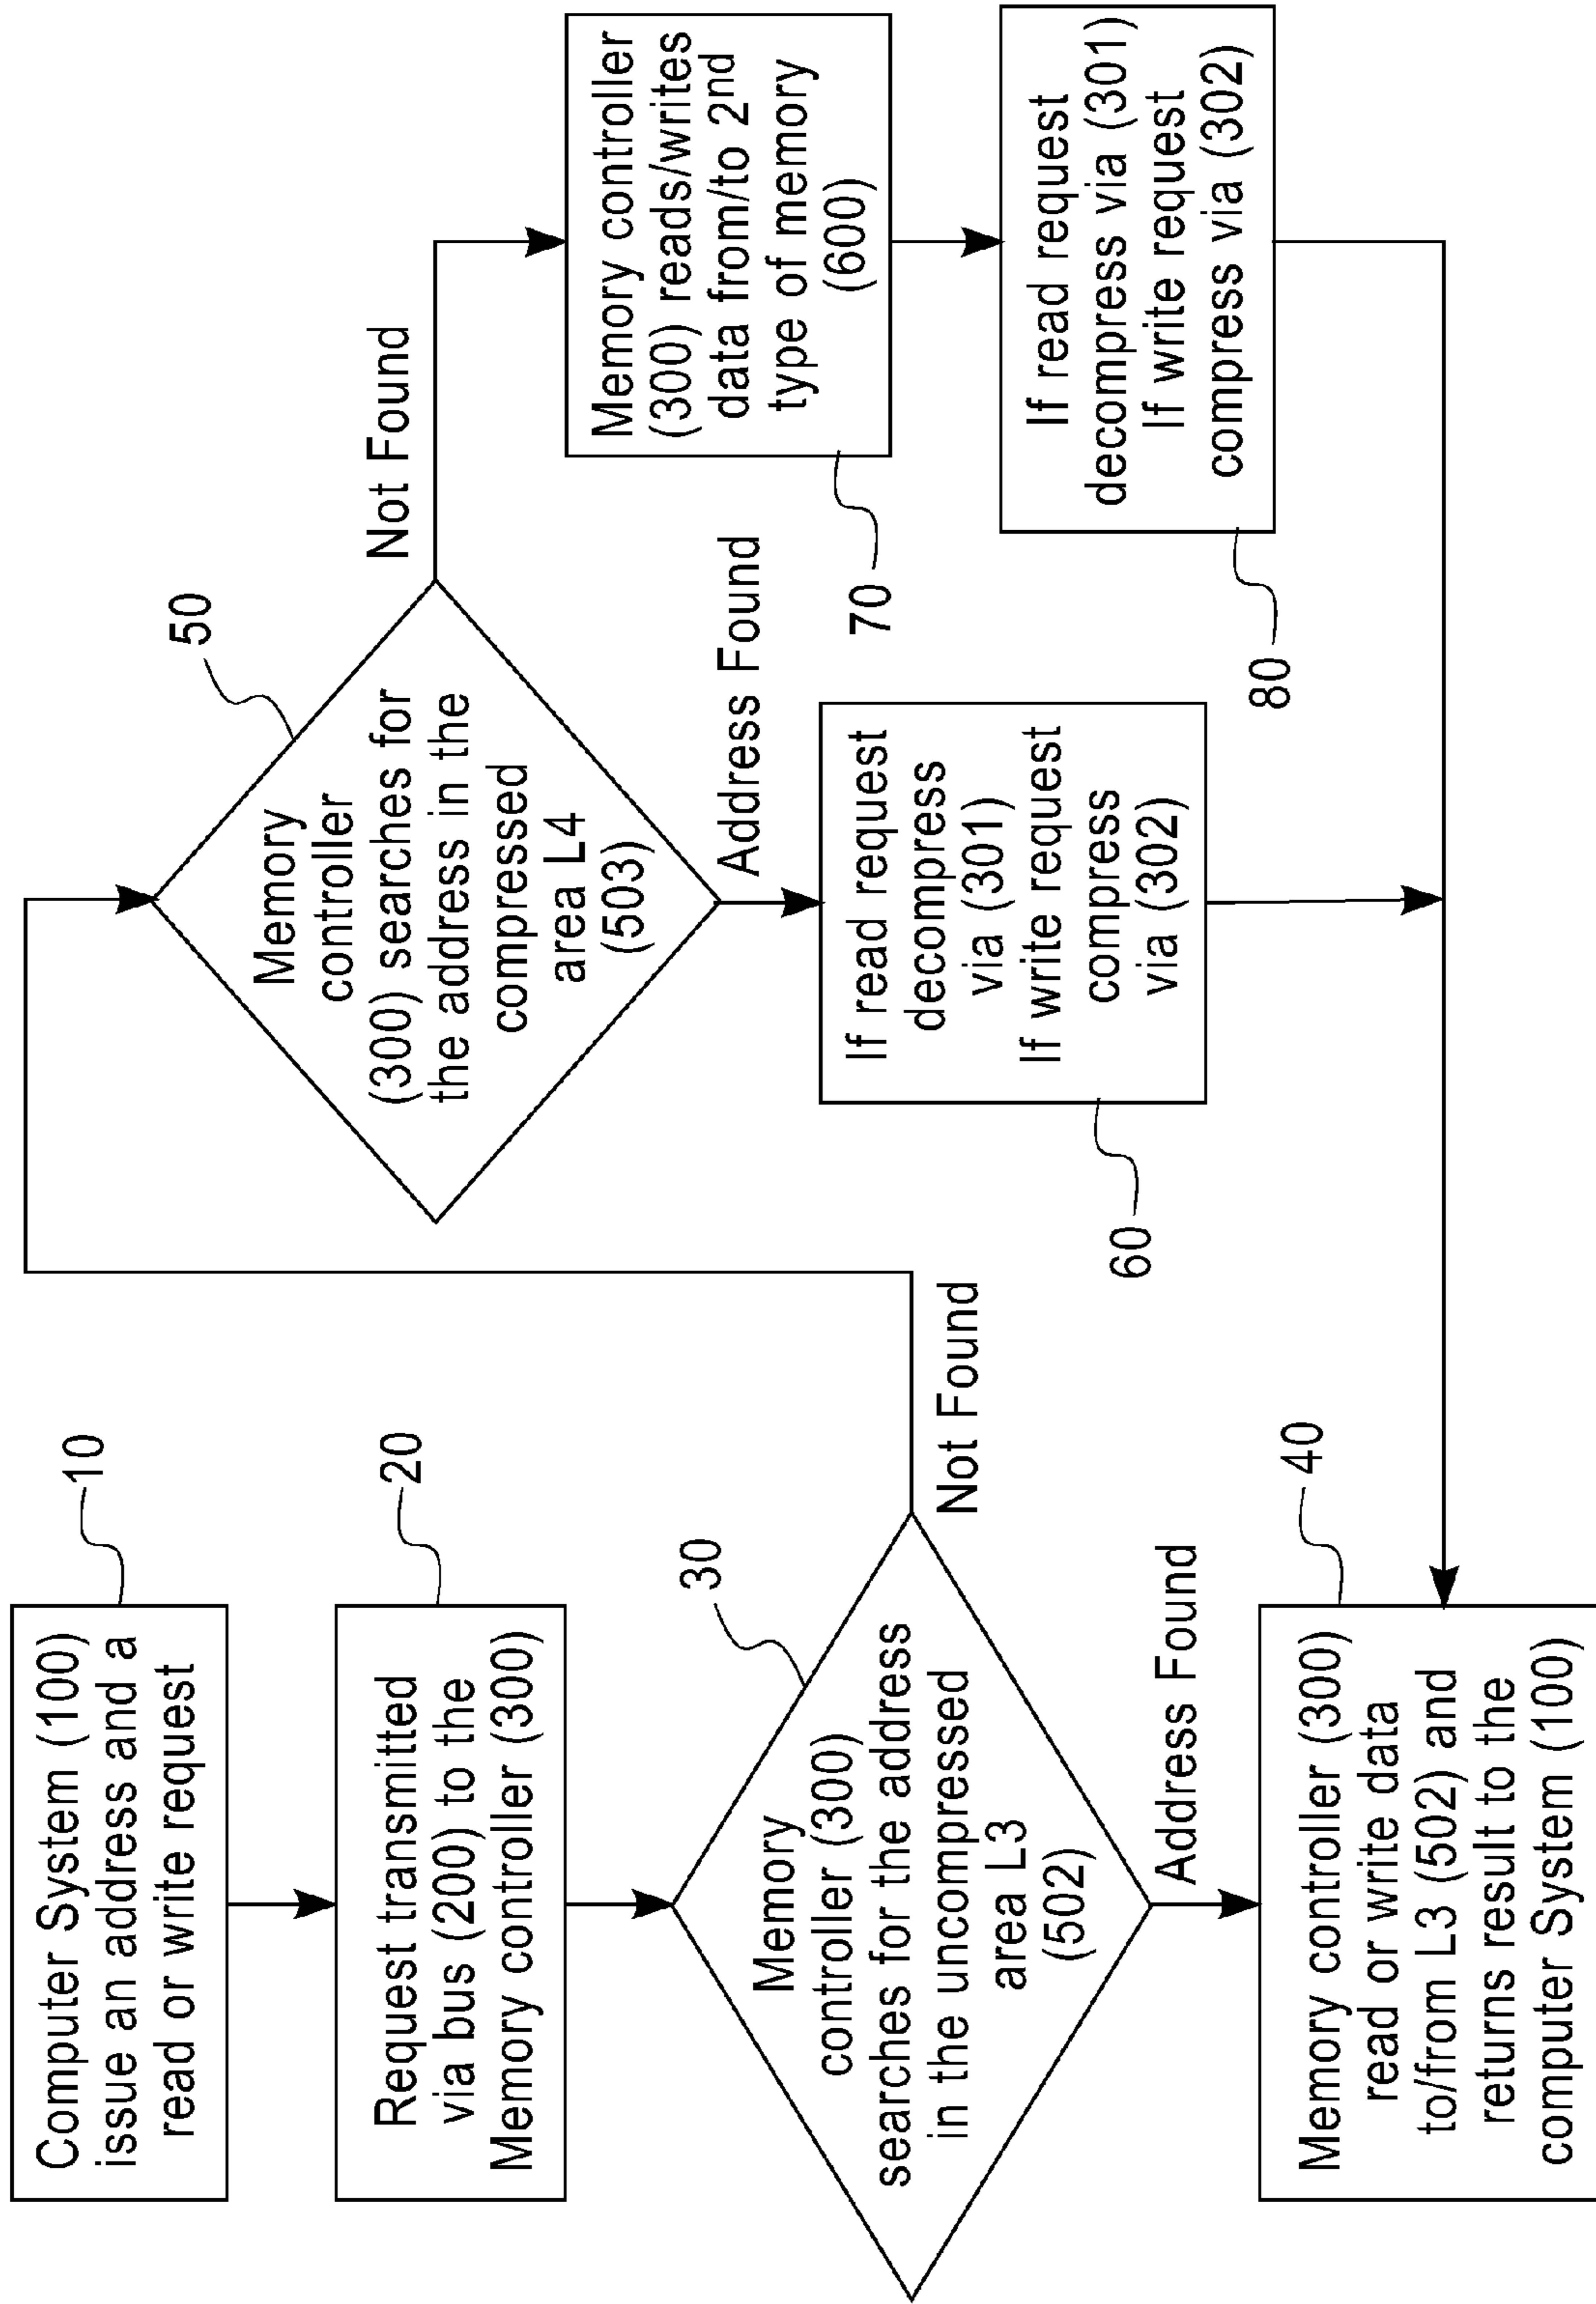 Computer System (100)
issue an address and a
read or write request
10
Request transmitted
via bus (200) to the
Memory controller (300)
20
Memory
controller (300)
searches for the address
in the uncompressed
area L3
(502)
30
Not Found
Address Found
Memory controller (300)
read or write data
to/from L3 (502) and
returns result to the
computer System (100)
40
Memory
controller
(300) searches for
the address in the
compressed
area L4
(503)
50
Not Found
Address Found
If read request
decompress
via (301)
If write request
compress
via (302)
60
Memory controller
(300) reads/writes
data from/to 2nd
type of memory
(600)
70
If read request
decompress via (301)
If write request
compress via (302)
80